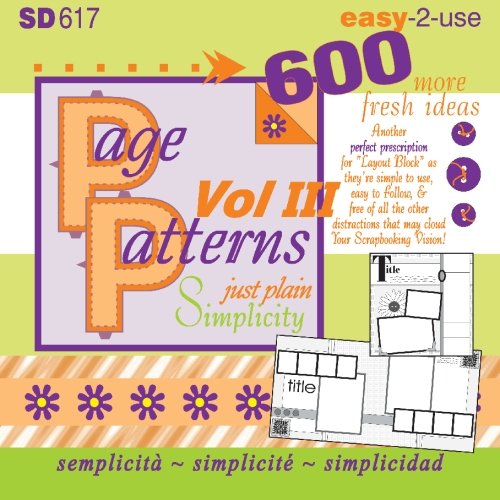 SD617
easy-2-use
600
more
fresh ideas
Another
perfect prescription
for "Layout Block" as
they're simple to use,
easy to follow, &
free of all the other
distractions that may cloud
Your Scrapbooking Vision!
Page
Vol III
Patterns
just plain
Simplicity
Title
title
semplicità ~ simplicité ~ simplicidad